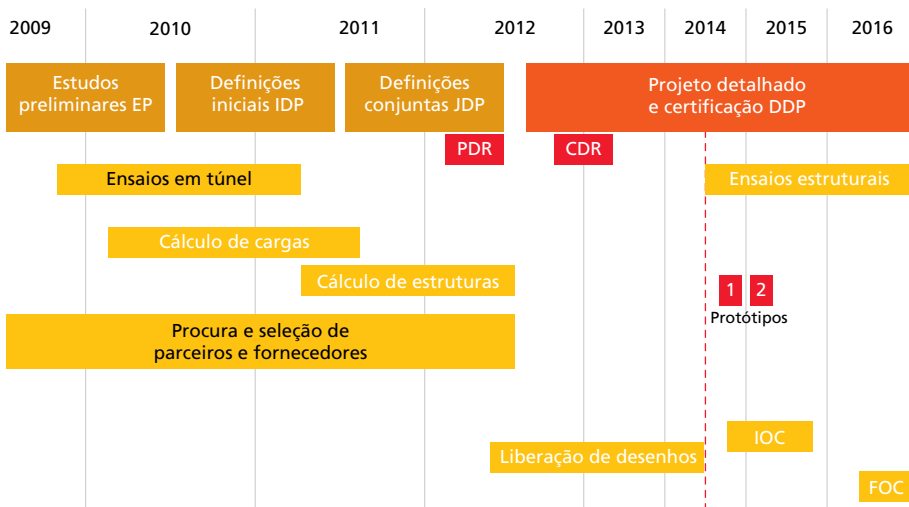 2009 2010 2011 2012 2013 2014 2015 2016
Estudos
preliminares EP
Definições
iniciais IDP
Definições
conjuntas JDP
Projeto detalhado
e certificação DDP
PDR
CDR
Ensaios em túnel
Ensaios estruturais
Cálculo de cargas
Cálculo de estruturas
1 2
Protótipos
Procura e seleção de
parceiros e fornecedores
IOC
Liberação de desenhos
FOC